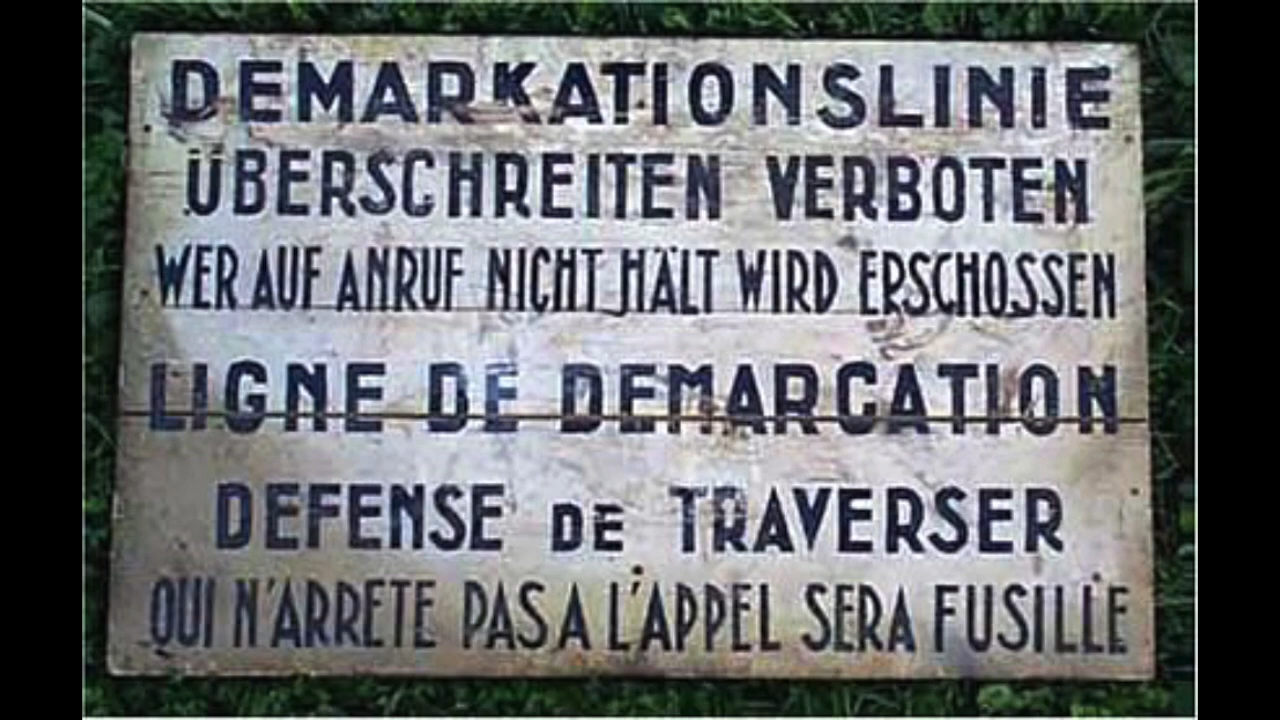 DEMARKATIONSLINIE
ÜBERSCHREITEN VERBOTEN
WER AUF ANRUF NICHT HÄLT WIRD ERSCHOSSEN
LIGNE DE DEMARCATION
DEFENSE DE TRAVERSER
QUI N'ARRETE PAS A L'APPEL SERA FUSILLE